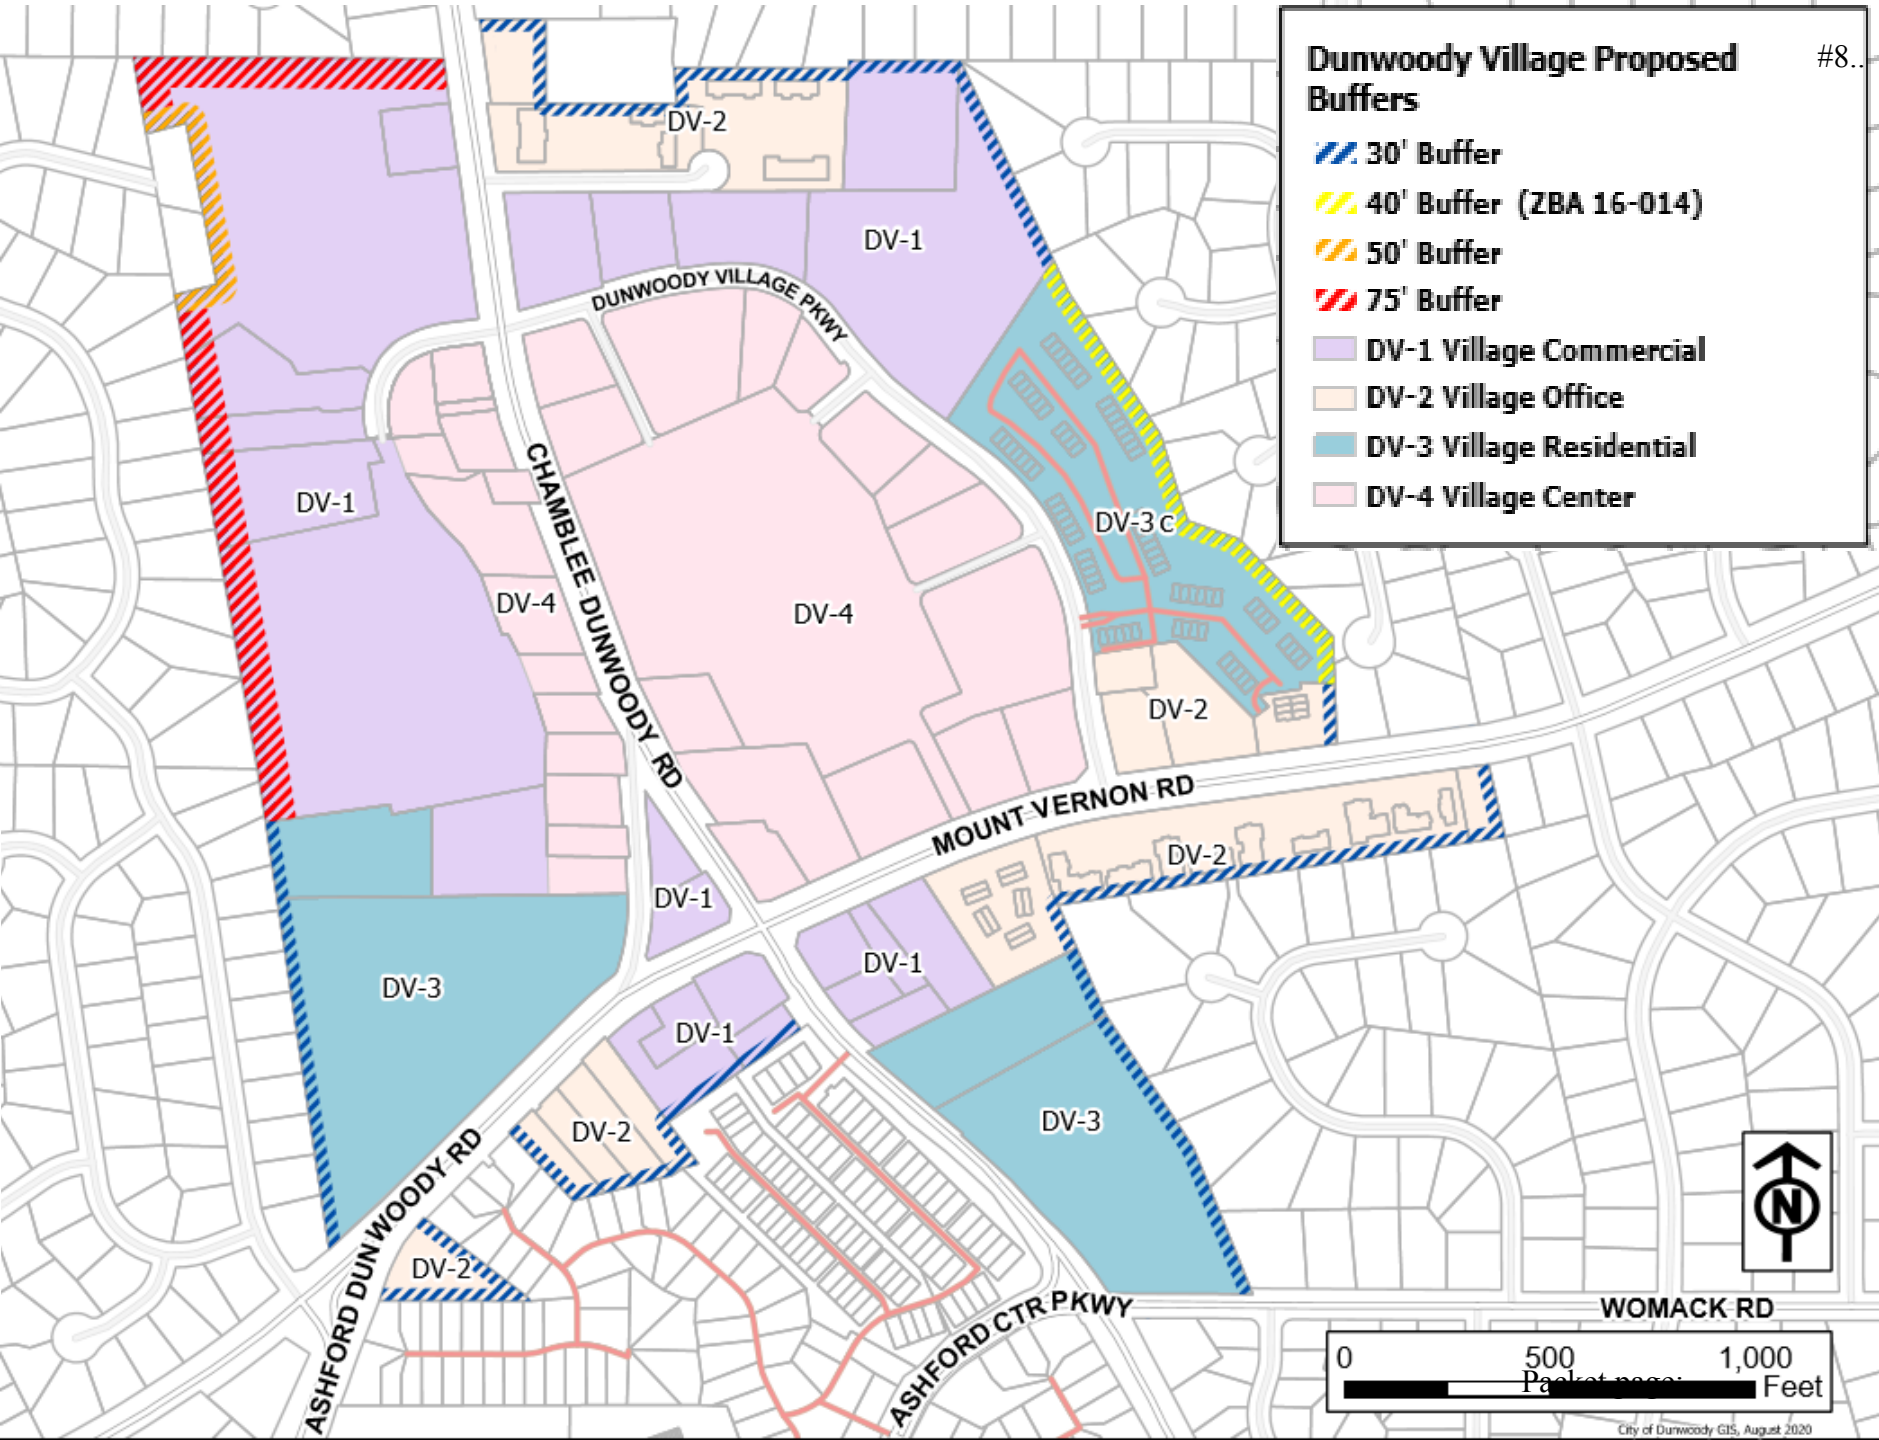 Dunwoody Village Proposed #8..
Buffers
30' Buffer
40' Buffer (ZBA 16-014)
50' Buffer
75' Buffer
DV-1 Village Commercial
DV-2 Village Office
DV-3 Village Residential
DV-4 Village Center
DV-2
DV-1
DUNWOODY VILLAGE PKWY
DV-1
CHAMBLEE DUNWOODY RD
DV-3 c
DV-4
DV-4
DV-2
MOUNT VERNON RD
DV-2
DV-1
DV-1
DV-3
DV-1
DV-2
DV-3
ASHFORD DUNWOODY RD
DV-2
ASHFORD CTR PKWY
WOMACK RD
N
0 500 1,000
Packet page:
Feet
City of Dunwoody GIS, August 2020